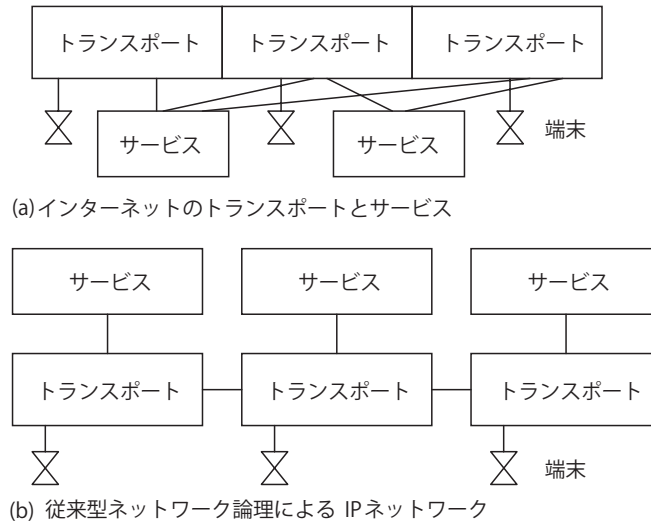 トランスポート トランスポート トランスポート
サービス サービス 端末
(a)インターネットのトランスポートとサービス
サービス サービス サービス
トランスポート トランスポート トランスポート
端末
(b) 従来型ネットワーク論理による IPネットワーク